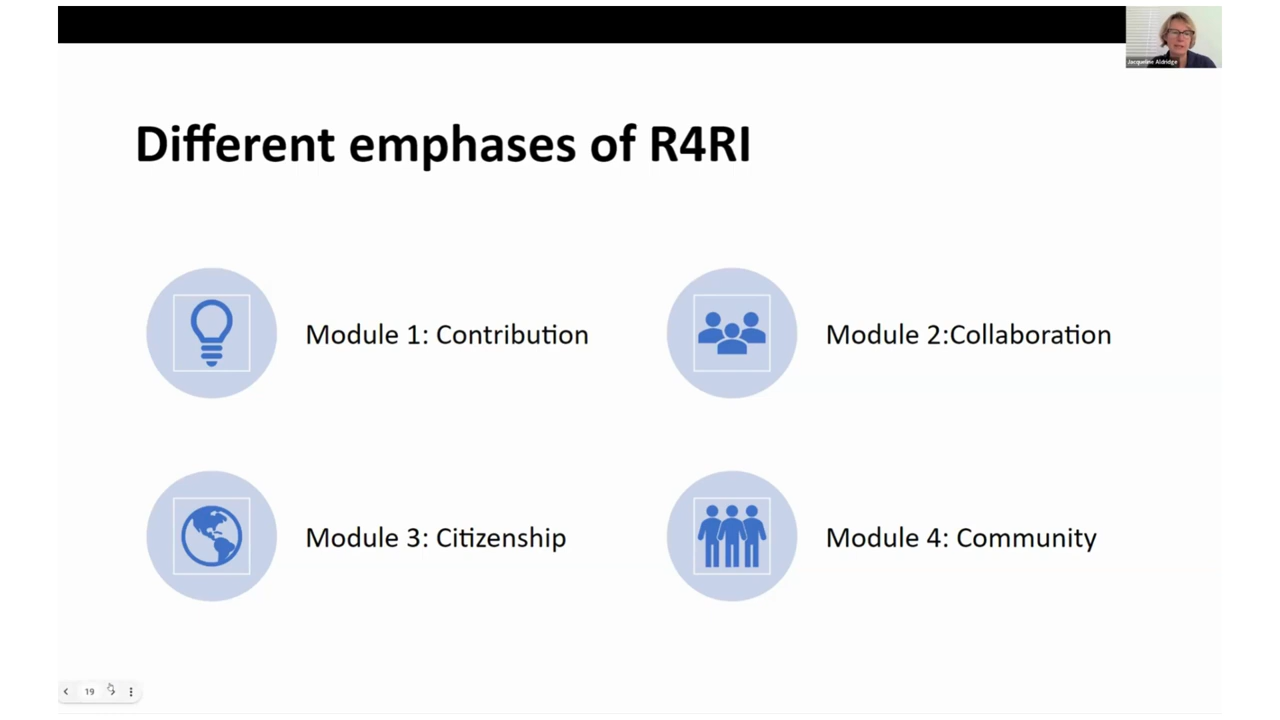 Jacqueline Aldridge
Different emphases of R4RI
Module 1: Contribution
Module 2:Collaboration
Module 3: Citizenship
Module 4: Community
19